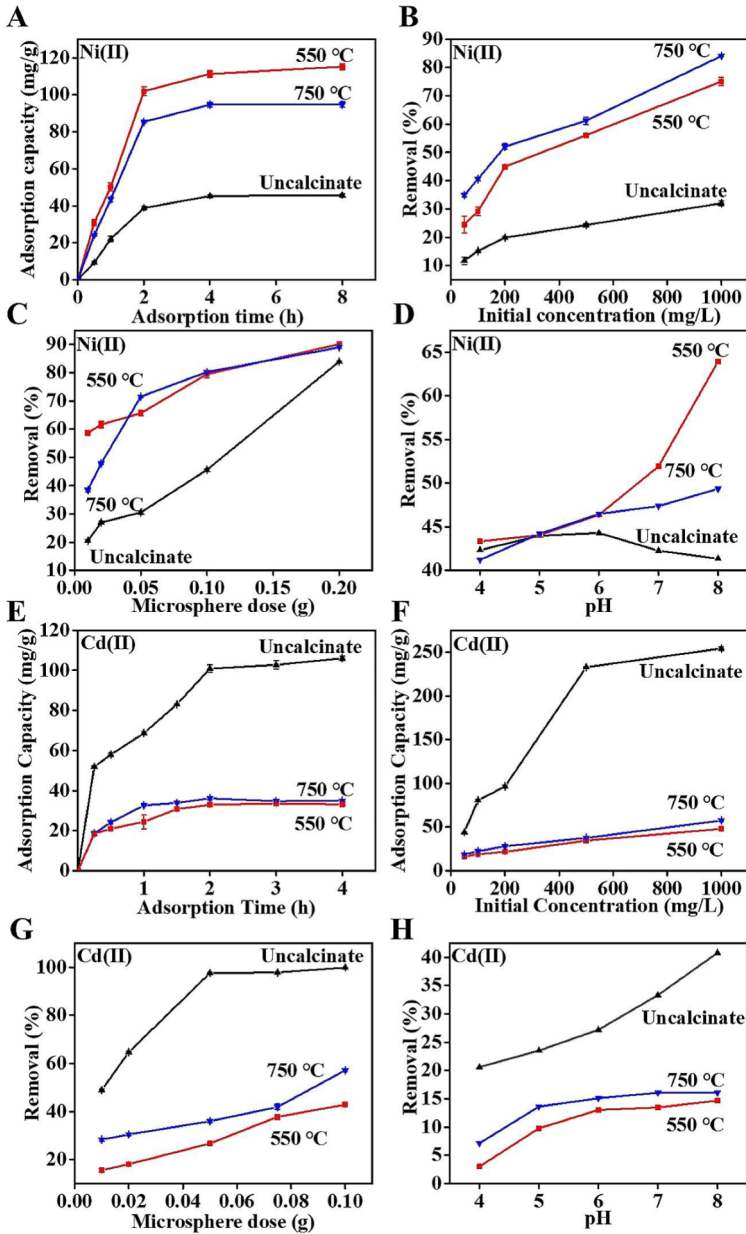 A
Ni(II)
550 °C
750 °C
Uncalcinate
Adsorption capacity (mg/g)
120
100
80
60
40
20
0
0 2 4 6 8
Adsorption time (h)
B
Ni(II)
750 °C
550 °C
Uncalcinate
Removal (%)
90
80
70
60
50
40
30
20
10
0 200 400 600 800 1000
Initial concentration (mg/L)
C
Ni(II)
550 °C
750 °C
Uncalcinate
Removal (%)
90
80
70
60
50
40
30
20
10
0.00 0.05 0.10 0.15 0.20
Microsphere dose (g)
D
Ni(II)
550 °C
750 °C
Uncalcinate
Removal (%)
65
60
55
50
45
40
4 5 6 7 8
pH
E
Cd(II)
Uncalcinate
750 °C
550 °C
Adsorption Capacity (mg/g)
120
100
80
60
40
20
0
1 2 3 4
Adsorption Time (h)
F
Cd(II)
Uncalcinate
750 °C
550 °C
Adsorption Capacity (mg/g)
250
200
150
100
50
0
0 200 400 600 800 1000
Initial Concentration (mg/L)
G
Cd(II)
Uncalcinate
750 °C
550 °C
Removal (%)
100
80
60
40
20
0.00 0.02 0.04 0.06 0.08 0.10
Microsphere dose (g)
H
Cd(II)
Uncalcinate
750 °C
550 °C
Removal (%)
40
35
30
25
20
15
10
5
0
4 5 6 7 8
pH